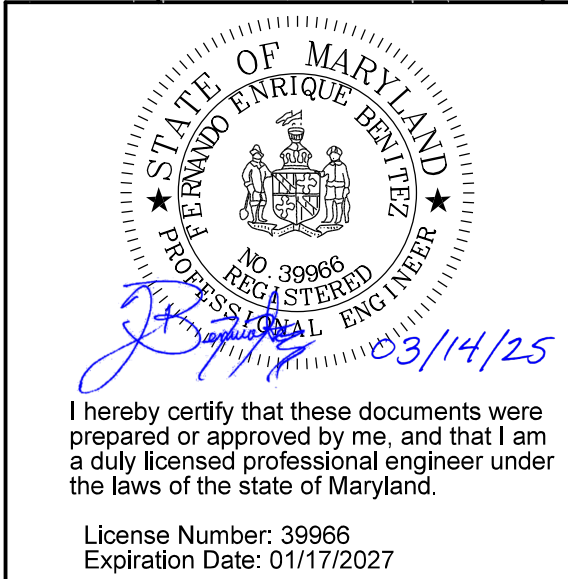 STATE OF MARYLAND
FERNANDO ENRIQUE BENITEZ
NO. 39966
REGISTERED
PROFESSIONAL ENGINEER
03/14/25
I hereby certify that these documents were
prepared or approved by me, and that I am
a duly licensed professional engineer under
the laws of the state of Maryland.
License Number: 39966
Expiration Date: 01/17/2027